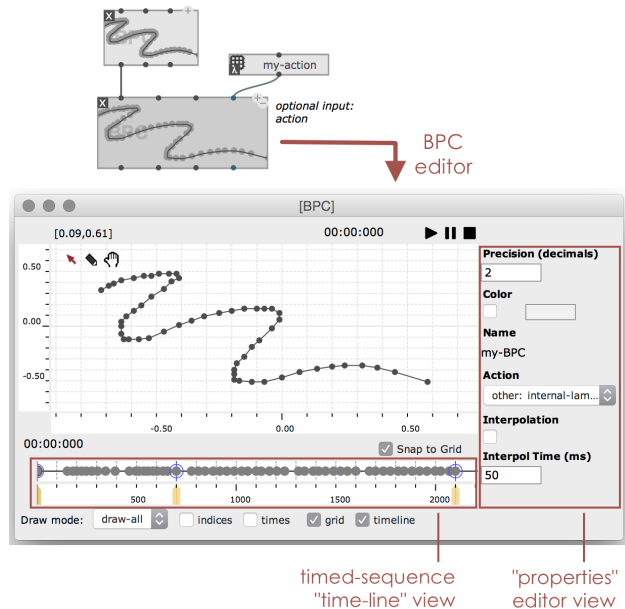 my-action
optional input:
action
BPC
BPC
editor
[BPC]
[0.09,0.61]
00:00:000
Precision (decimals)
2
Color
Name
my-BPC
Action
other: internal-lam...
Interpolation
Interpol Time (ms)
50
0.50
0.00
-0.50
-0.50
0.00
0.50
00:00:000
Snap to Grid
500
1000
1500
2000
Draw mode:
draw-all
indices
times
grid
timeline
timed-sequence
"time-line" view
"properties"
editor view